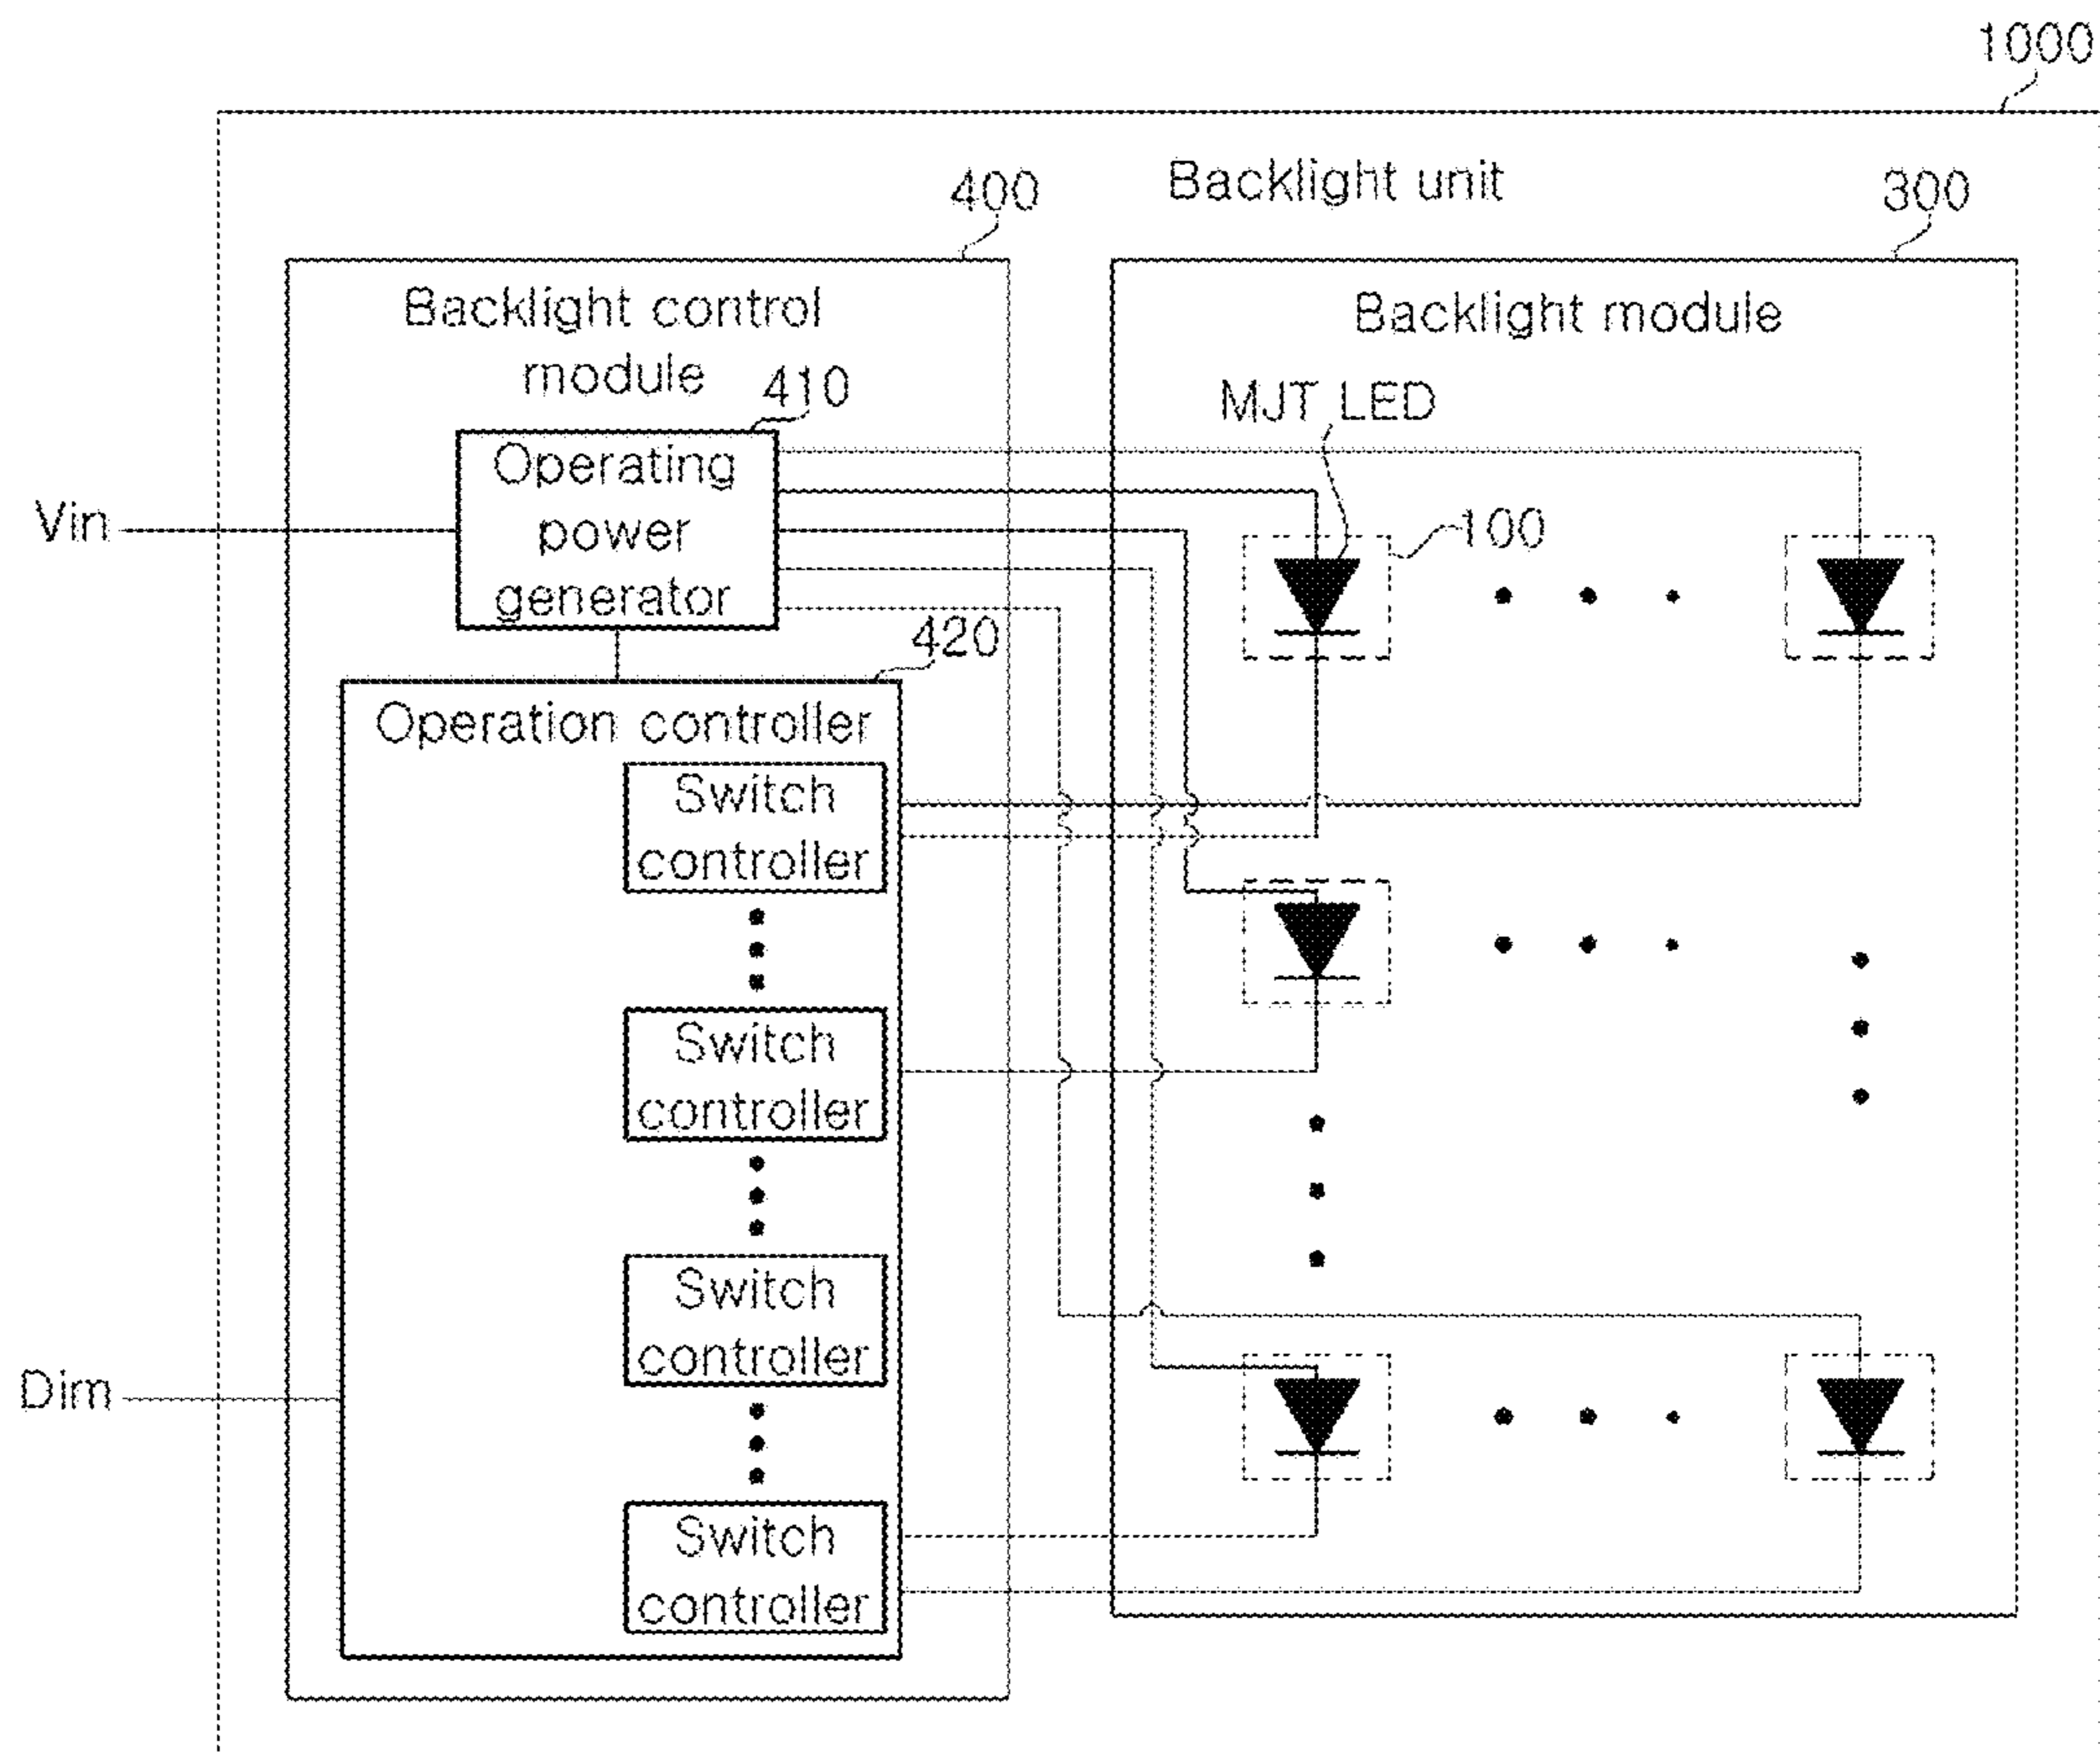 1000
Backlight unit
400
300
Backlight control
module
Backlight module
410
MJT LED
Operating
power
generator
Vin
100
420
Operation controller
Switch
controller
Switch
controller
Switch
controller
Dim
Switch
controller